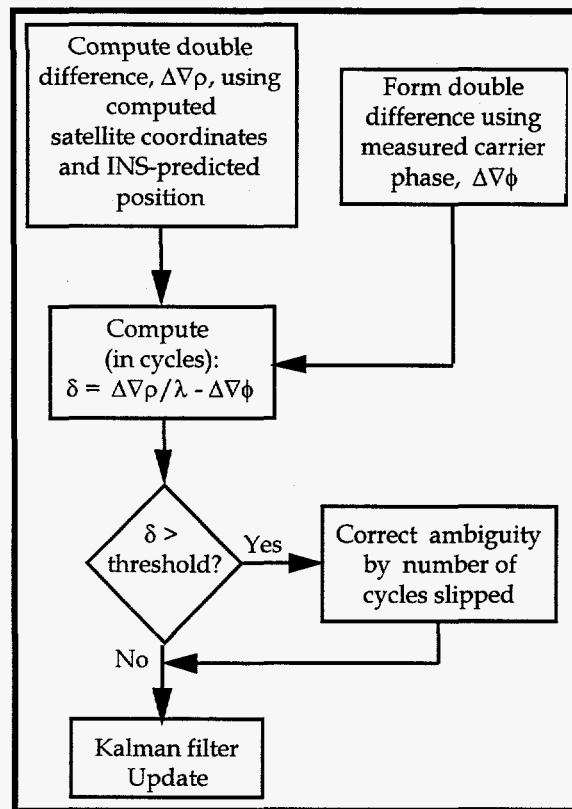 Compute double
difference, Δ∇ρ, using
computed
satellite coordinates
and INS-predicted
position
Form double
difference using
measured carrier
phase, Δ∇ϕ
Compute
(in cycles):
δ = Δ∇ρ/λ - Δ∇ϕ
δ >
threshold?
Yes
Correct ambiguity
by number of
cycles slipped
No
Kalman filter
Update